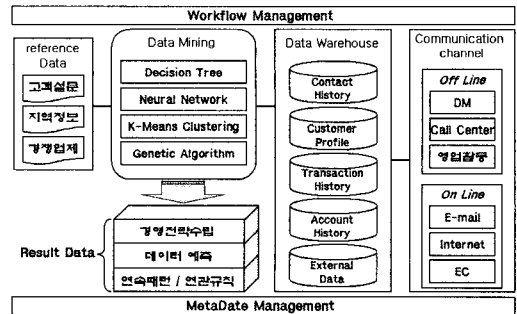 Workflow Management
reference
Data
고객설문
지역정보
경쟁업체
Data Mining
Decision Tree
Neural Network
K-Means Clustering
Genetic Algorithm
Data Warehouse
Contact
History
Customer
Profile
Transaction
History
Account
History
External
Data
Communication
channel
Off Line
DM
Call Center
영업활동
On Line
E-mail
Internet
EC
Result Data
경영전략수립
데이터 예측
연속패턴 / 연관규칙
MetaDate Management